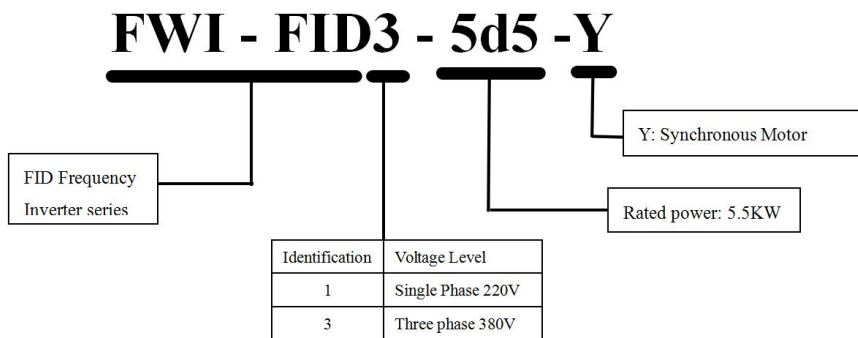 FWI - FID3 - 5d5 -Y
Y: Synchronous Motor
FID Frequency
Inverter series
Rated power: 5.5KW
Identification Voltage Level
1 Single Phase 220V
3 Three phase 380V